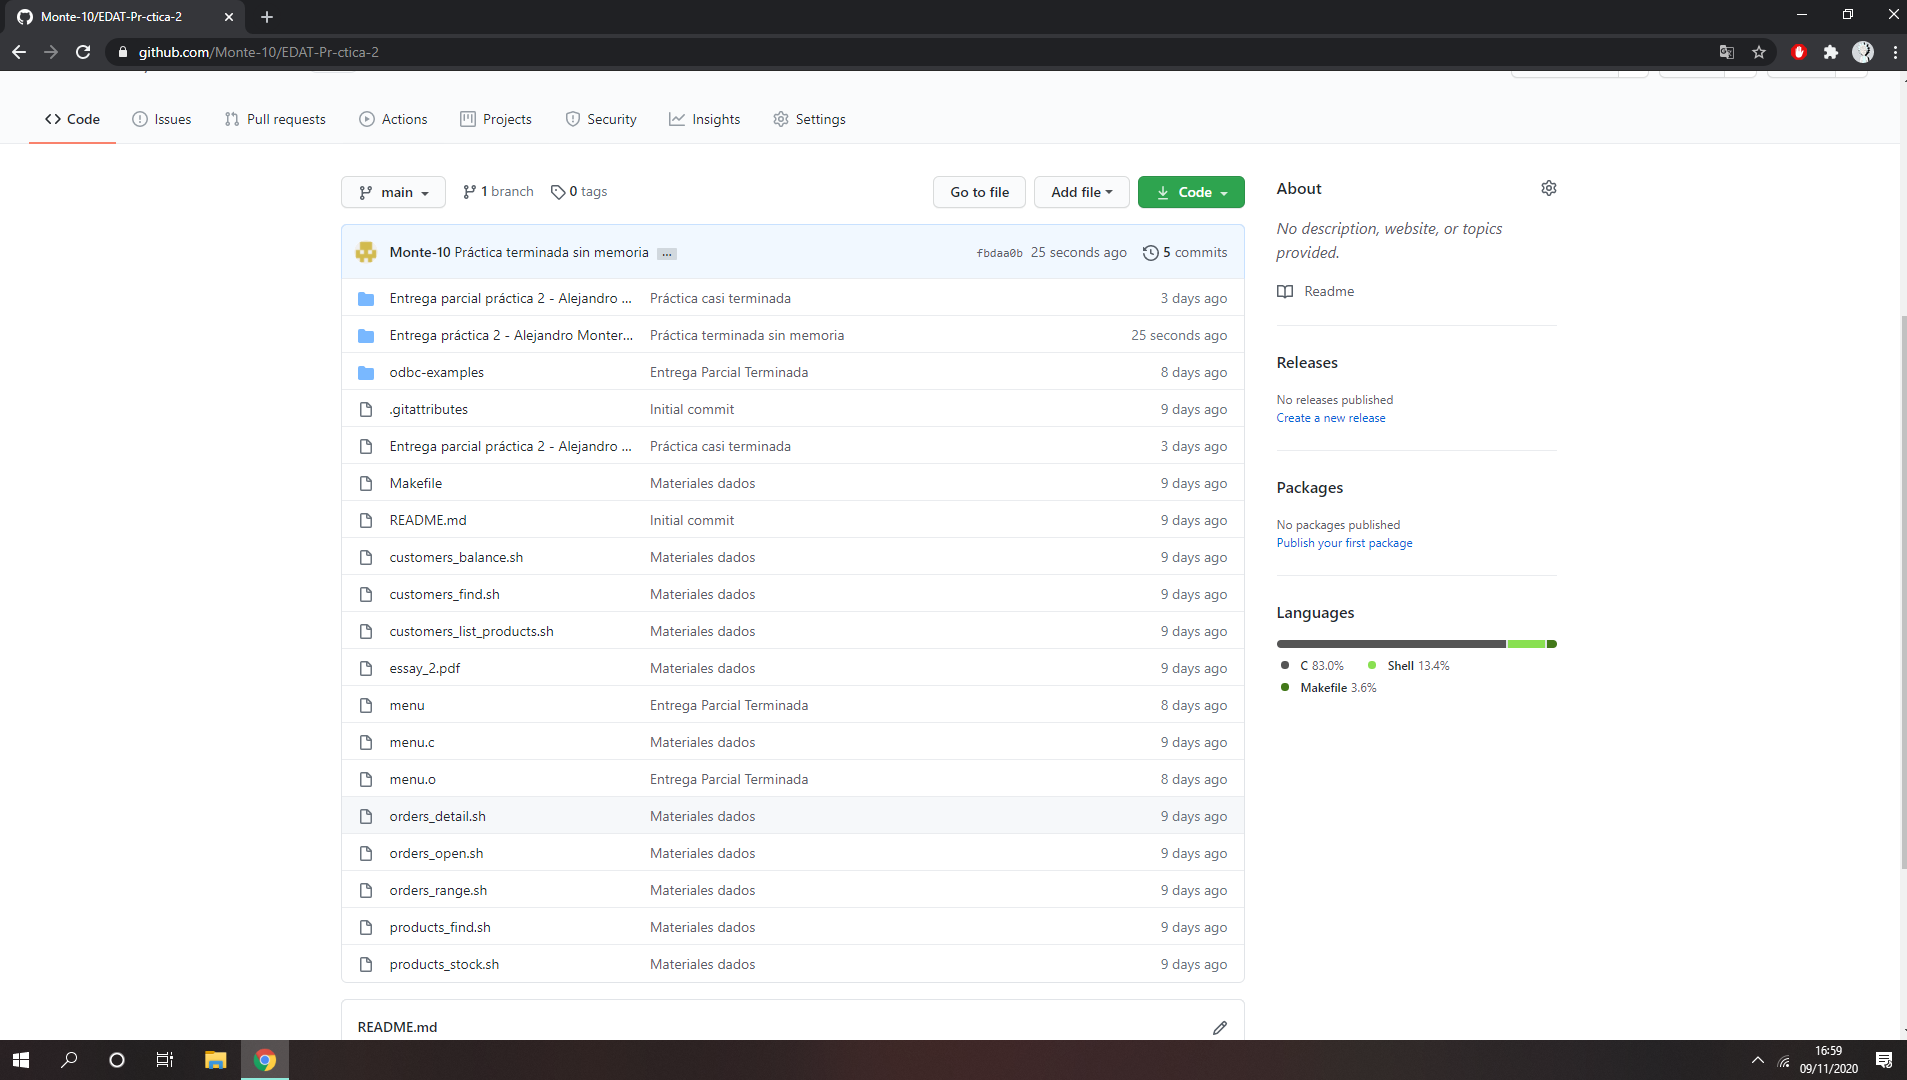 Monte-10/EDAT-Pr-ctica-2
github.com/Monte-10/EDAT-Pr-ctica-2
Code Issues Pull requests Actions Projects Security Insights Settings
main 1 branch 0 tags Go to file Add file Code
Monte-10 Práctica terminada sin memoria ... fbdaa0b 25 seconds ago 5 commits
Entrega parcial práctica 2 - Alejandro ... Práctica casi terminada 3 days ago
Entrega práctica 2 - Alejandro Monter... Práctica terminada sin memoria 25 seconds ago
odbc-examples Entrega Parcial Terminada 8 days ago
.gitattributes Initial commit 9 days ago
Entrega parcial práctica 2 - Alejandro ... Práctica casi terminada 3 days ago
Makefile Materiales dados 9 days ago
README.md Initial commit 9 days ago
customers_balance.sh Materiales dados 9 days ago
customers_find.sh Materiales dados 9 days ago
customers_list_products.sh Materiales dados 9 days ago
essay_2.pdf Materiales dados 9 days ago
menu Entrega Parcial Terminada 8 days ago
menu.c Materiales dados 9 days ago
menu.o Entrega Parcial Terminada 8 days ago
orders_detail.sh Materiales dados 9 days ago
orders_open.sh Materiales dados 9 days ago
orders_range.sh Materiales dados 9 days ago
products_find.sh Materiales dados 9 days ago
products_stock.sh Materiales dados 9 days ago
README.md
About
No description, website, or topics
provided.
Readme
Releases
No releases published
Create a new release
Packages
No packages published
Publish your first package
Languages
C 83.0% Shell 13.4%
Makefile 3.6%
16:59
09/11/2020